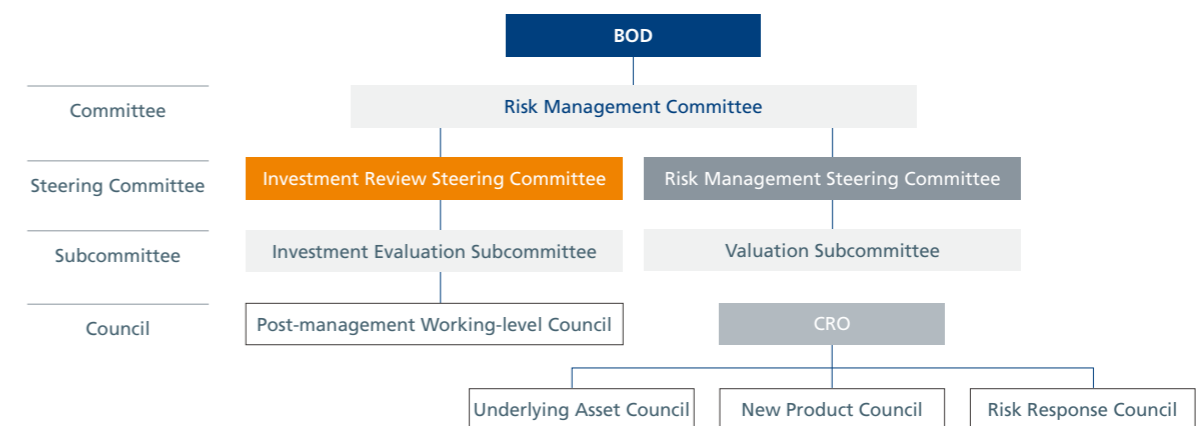 BOD
Committee
Risk Management Committee
Steering Committee
Investment Review Steering Committee
Risk Management Steering Committee
Subcommittee
Investment Evaluation Subcommittee
Valuation Subcommittee
Council
Post-management Working-level Council
CRO
Underlying Asset Council
New Product Council
Risk Response Council